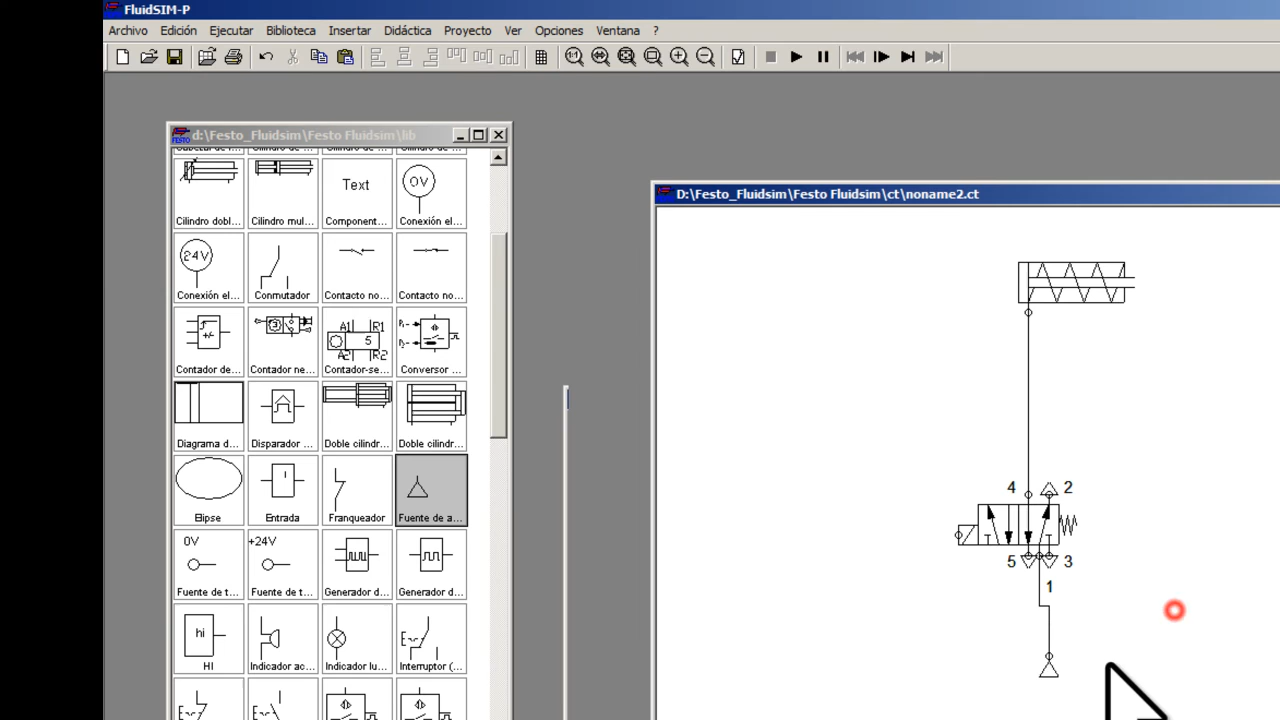 FluidSIM-P
Archivo Edición Ejecutar Biblioteca Insertar Didáctica Proyecto Ver Opciones Ventana ?
1:1
d:\Festo_Fluidsim\Festo Fluidsim\lib
FESTO
Text 0V
Cilindro dobl... Cilindro mul... Component... Conexión el...
24V
Conexión el... Conmutador Contacto no... Contacto no...
+/- 3 A1 R1 5 A2 R2
Contador de... Contador ne... Contador-se... Conversor ...
Diagrama d... Disparador ... Doble cilindr... Doble cilindr...
Elipse Entrada Franqueador Fuente de a...
0V +24V
Fuente de t... Fuente de t... Generador d... Generador d...
hi
HI Indicador ac... Indicador lu... Interruptor (...
D:\Festo_Fluidsim\Festo Fluidsim\ct\noname2.ct
4 2
5 3
1